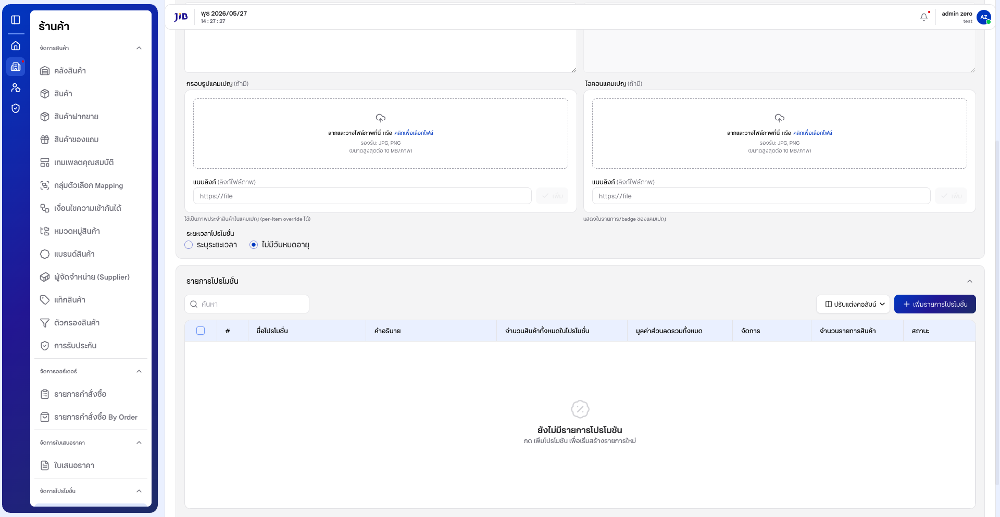 ร้านค้า
จัดการสินค้า
คลังสินค้า
สินค้า
สินค้าฝากขาย
สินค้าของแถม
เทมเพลตคุณสมบัติ
กลุ่มตัวเลือก Mapping
เงื่อนไขความเข้ากันได้
หมวดหมู่สินค้า
แบรนด์สินค้า
ผู้จัดจำหน่าย (Supplier)
แท็กสินค้า
ตัวกรองสินค้า
การรับประกัน
จัดการออร์เดอร์
รายการคำสั่งซื้อ
รายการคำสั่งซื้อ By Order
จัดการใบเสนอราคา
ใบเสนอราคา
จัดการโปรโมชั่น
JIB
พุธ 2026/05/27
14 : 27 : 27
admin zero
test
AZ
กรอบรูปแคมเปญ (ถ้ามี)
ลากและวางไฟล์ภาพที่นี่ หรือ คลิกเพื่อเลือกไฟล์
รองรับ: JPG, PNG
(ขนาดสูงสุดต่อ 10 MB/ภาพ)
แนบลิงก์ (ลิงก์ไฟล์ภาพ)
https://file
เพิ่ม
ใช้เป็นภาพประจำสินค้าในแคมเปญ (per-item override ได้)
ไอคอนแคมเปญ (ถ้ามี)
ลากและวางไฟล์ภาพที่นี่ หรือ คลิกเพื่อเลือกไฟล์
รองรับ: JPG, PNG
(ขนาดสูงสุดต่อ 10 MB/ภาพ)
แนบลิงก์ (ลิงก์ไฟล์ภาพ)
https://file
เพิ่ม
แสดงในรายการ/badge ของแคมเปญ
ระยะเวลาโปรโมชั่น
ระบุระยะเวลา ไม่มีวันหมดอายุ
รายการโปรโมชั่น
ค้นหา
ปรับแต่งคอลัมน์
เพิ่มรายการโปรโมชั่น
# ชื่อโปรโมชั่น คำอธิบาย จำนวนสินค้าทั้งหมดในโปรโมชั่น มูลค่าส่วนลดรวมทั้งหมด จัดการ จำนวนรายการสินค้า สถานะ
ยังไม่มีรายการโปรโมชัน
กด เพิ่มโปรโมชัน เพื่อเริ่มสร้างรายการใหม่